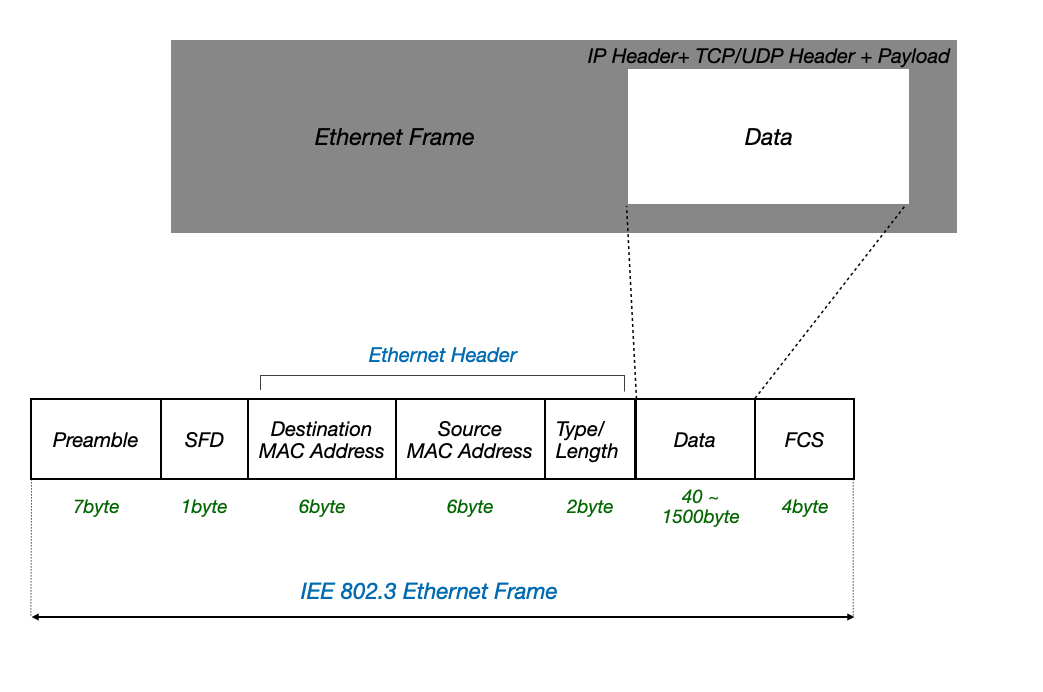 IP Header+ TCP/UDP Header + Payload
Ethernet Frame
Data
Ethernet Header
Preamble
SFD
Destination
MAC Address
Source
MAC Address
Type/
Length
Data
FCS
7byte
1byte
6byte
6byte
2byte
40 ~
1500byte
4byte
IEE 802.3 Ethernet Frame